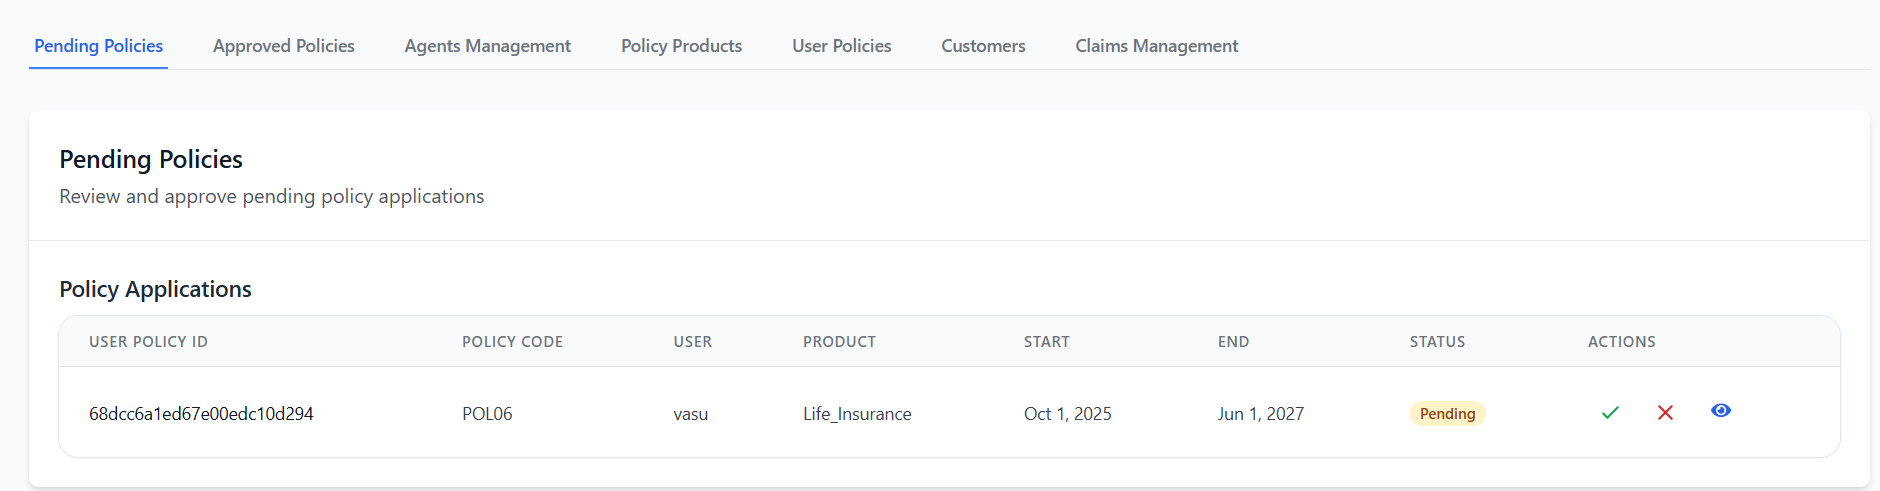 Pending Policies Approved Policies Agents Management Policy Products User Policies Customers Claims Management
Pending Policies
Review and approve pending policy applications
Policy Applications
USER POLICY ID POLICY CODE USER PRODUCT START END STATUS ACTIONS
68dcc6a1ed67e00edc10d294 POL06 vasu Life_Insurance Oct 1, 2025 Jun 1, 2027 Pending